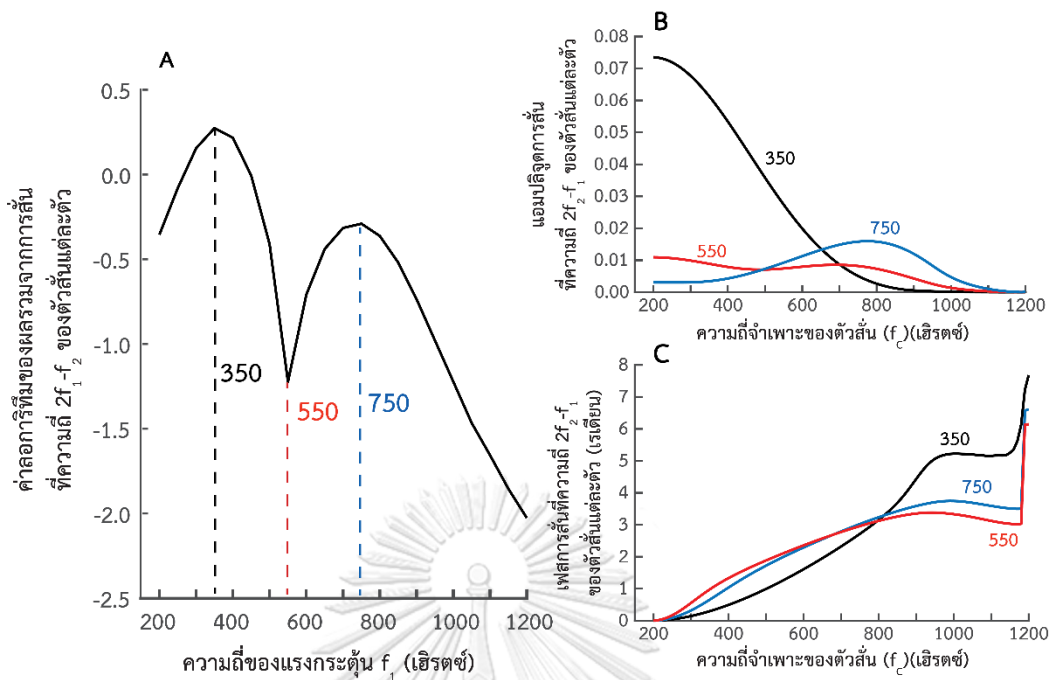 A
0.5
0.0
-0.5
-1.0
-1.5
-2.0
-2.5
350
550
750
200 400 600 800 1000 1200
ความถี่ของแรงกระตุ้น f₁ (เฮิรตซ์)
ค่าลอการิทึมของผลรวมจากการสั่น
ที่ความถี่ 2f₁-f₂ ของตัวสั่นแต่ละตัว
B
0.08
0.07
0.06
0.05
0.04
0.03
0.02
0.01
0.00
350
750
550
200 400 600 800 1000 1200
ความถี่จำเพาะของตัวสั่น (f_C)(เฮิรตซ์)
แอมปลิจูดการสั่น
ที่ความถี่ 2f₂-f₁ ของตัวสั่นแต่ละตัว
C
8
7
6
5
4
3
2
1
0
350
750
550
200 400 600 800 1000 1200
ความถี่จำเพาะของตัวสั่น (f_C)(เฮิรตซ์)
เฟสการสั่นที่ความถี่ 2f₂-f₁
ของตัวสั่นแต่ละตัว (เรเดียน)